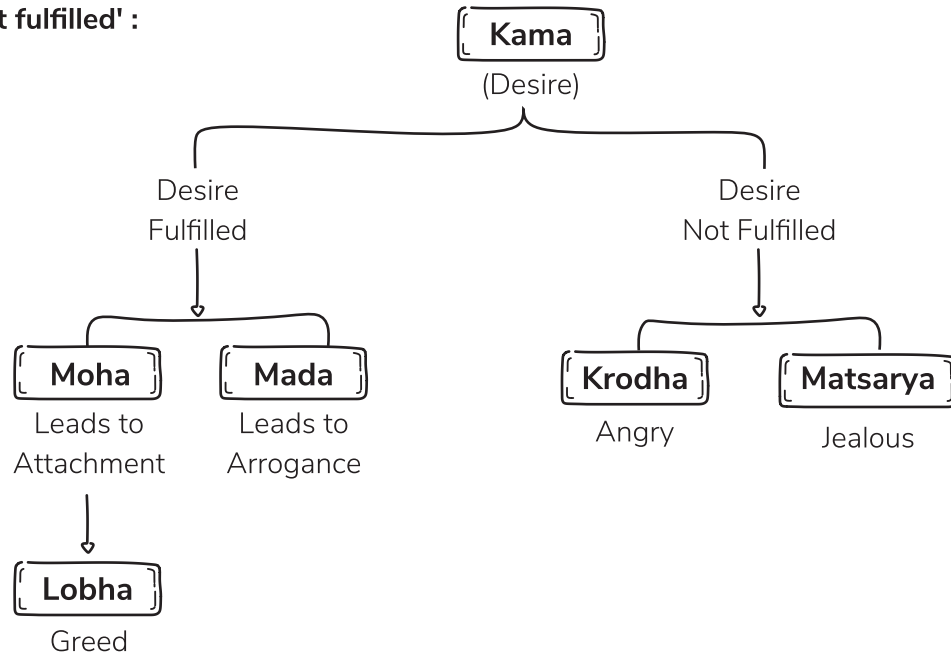 t fulfilled' :
Kama
(Desire)
Desire
Fulfilled
Desire
Not Fulfilled
Moha
Leads to
Attachment
Mada
Leads to
Arrogance
Krodha
Angry
Matsarya
Jealous
Lobha
Greed